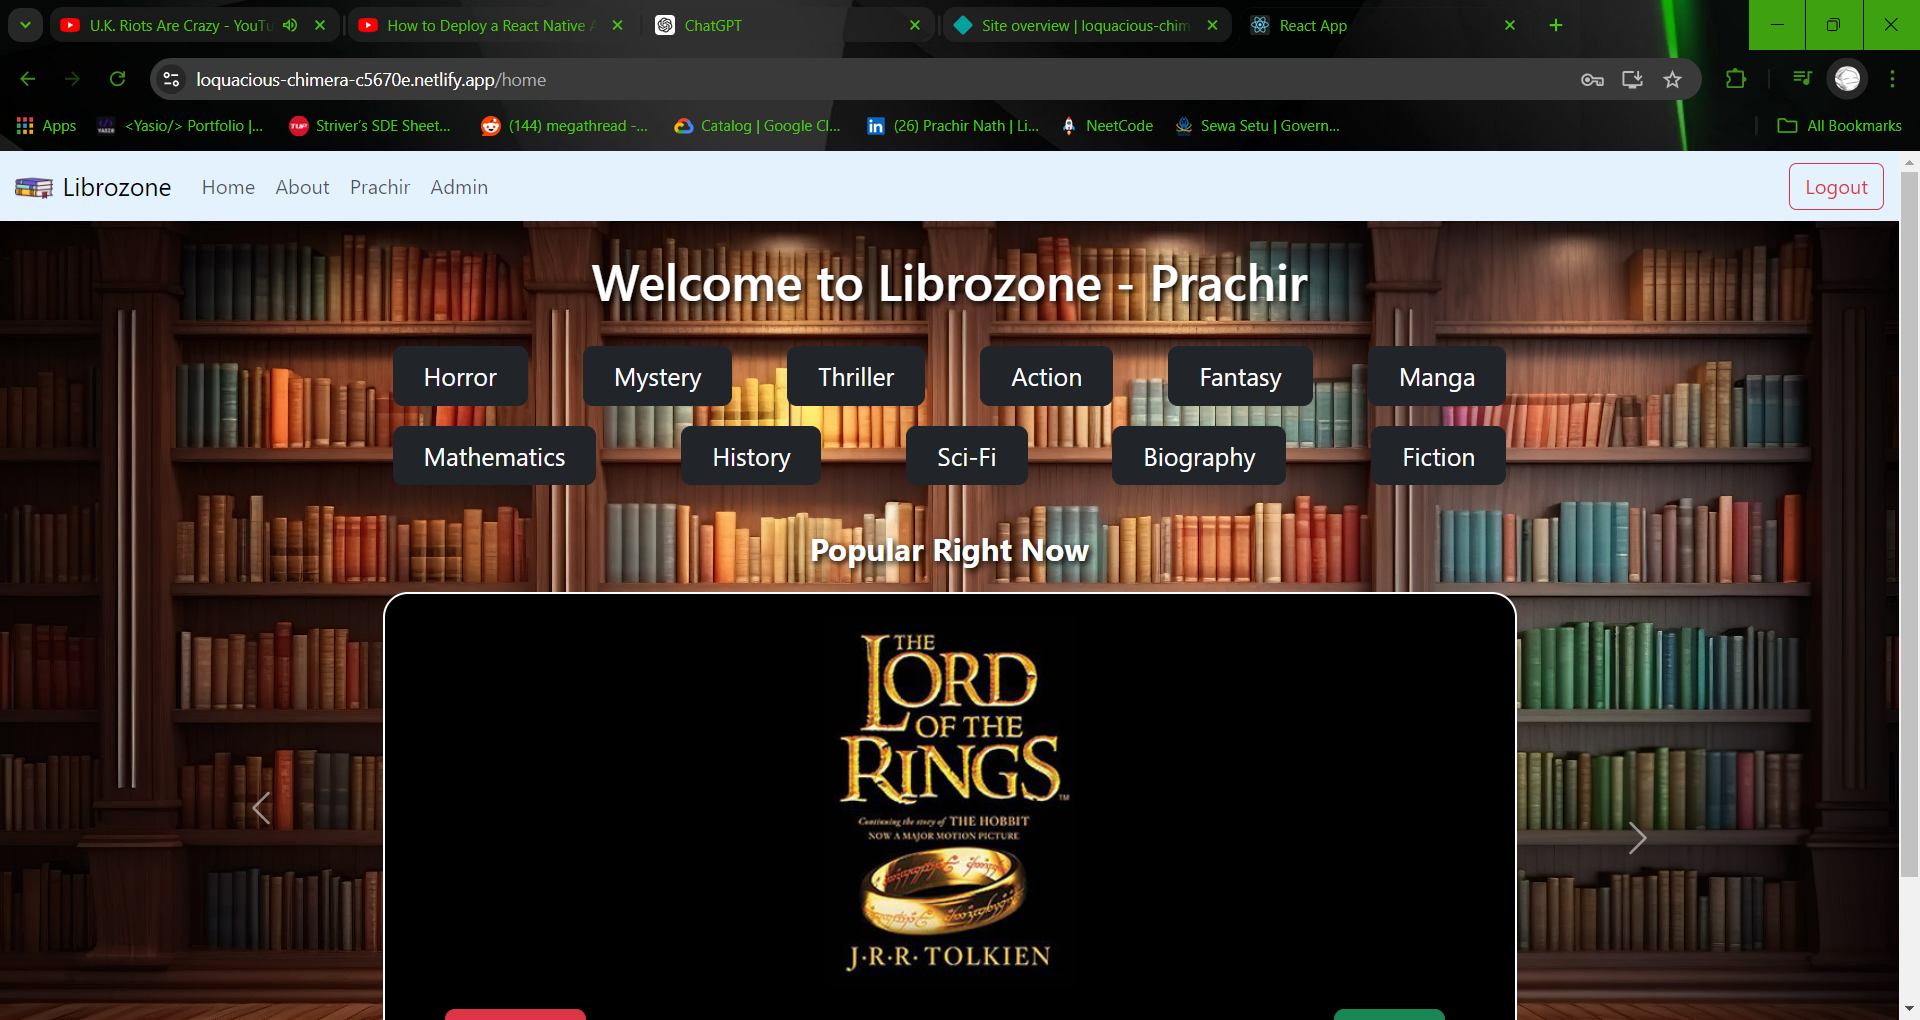 U.K. Riots Are Crazy - YouTu
How to Deploy a React Native A
ChatGPT
Site overview | loquacious-chim
React App
loquacious-chimera-c5670e.netlify.app/home
Apps
<Yasio/> Portfolio |...
Striver's SDE Sheet...
(144) megathread -...
Catalog | Google Cl...
(26) Prachir Nath | Li...
NeetCode
Sewa Setu | Govern...
All Bookmarks
Librozone
Home
About
Prachir
Admin
Logout
Welcome to Librozone - Prachir
Horror
Mystery
Thriller
Action
Fantasy
Manga
Mathematics
History
Sci-Fi
Biography
Fiction
Popular Right Now
THE
LORD
OF THE
RINGS™
Continuing the story of THE HOBBIT
NOW A MAJOR MOTION PICTURE
J·R·R·TOLKIEN